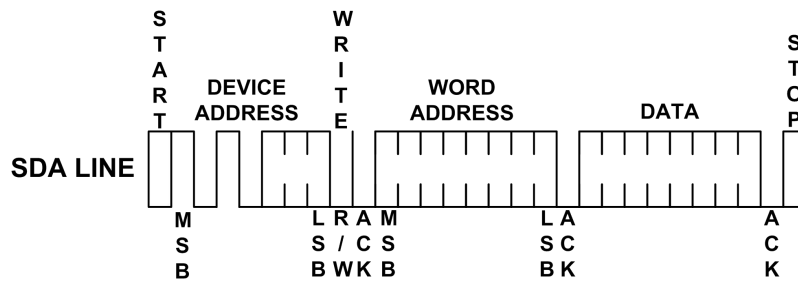 START
WRITE
STOP
DEVICE
ADDRESS
WORD
ADDRESS
DATA
SDA LINE
MSB
LSB
R/W
ACK
MSB
LSB
ACK
ACK